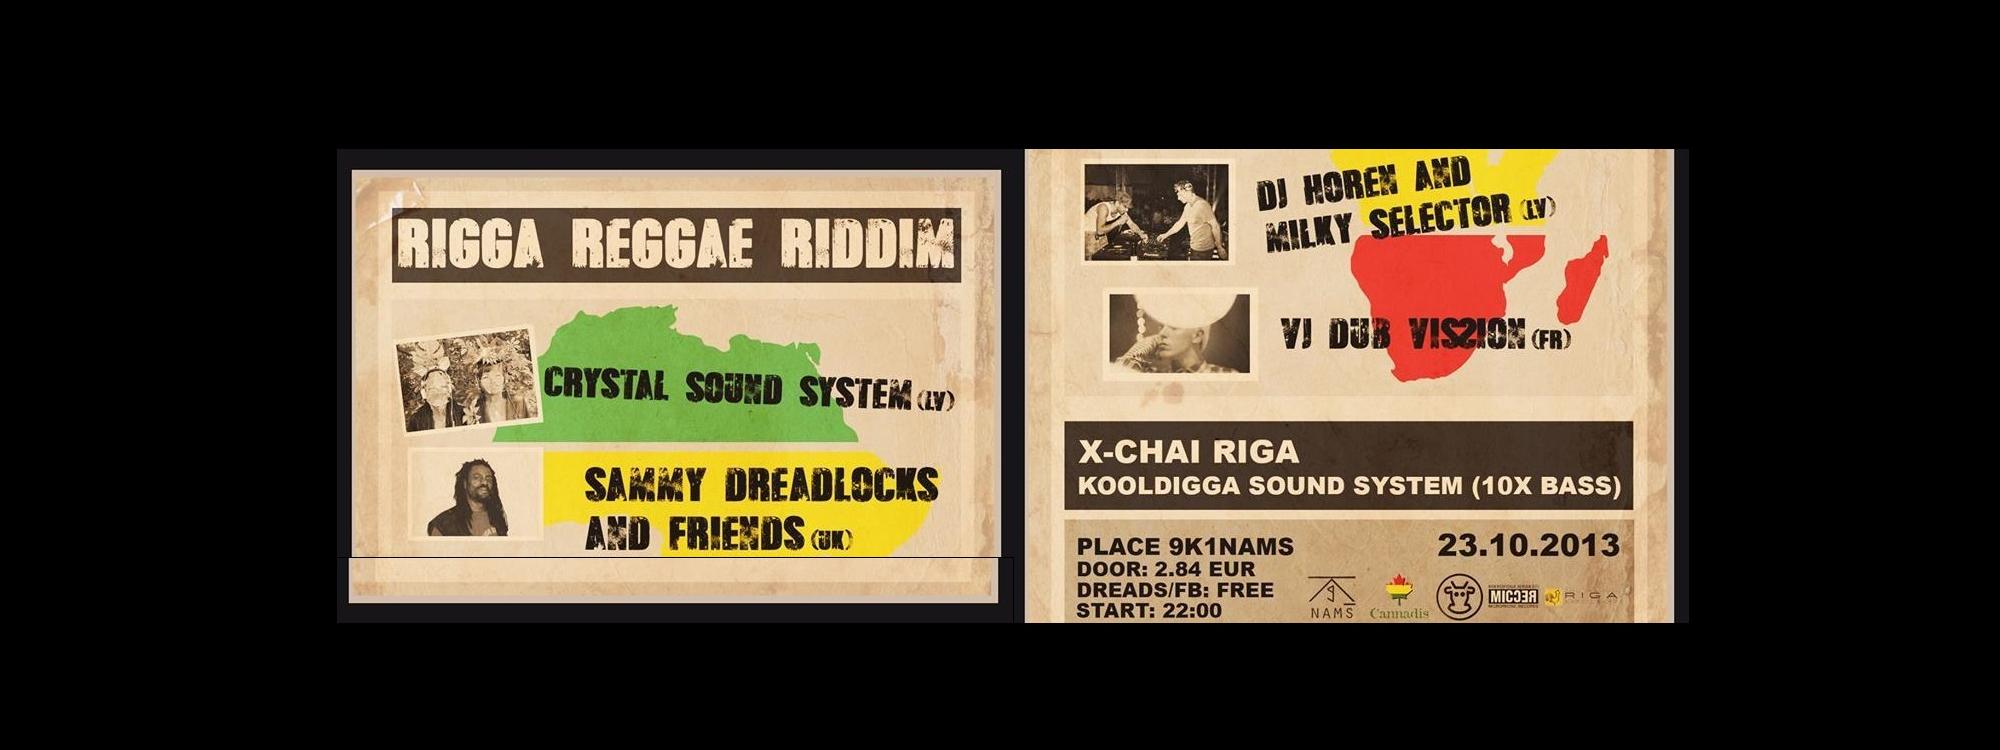 RIGGA REGGAE RIDDIM
CRYSTAL SOUND SYSTEM (LV)
SAMMY DREADLOCKS
AND FRIENDS (UK)
DJ HOREN AND
MILKY SELECTOR (LV)
VJ DUB VISSION (FR)
X-CHAI RIGA
KOOLDIGGA SOUND SYSTEM (10X BASS)
PLACE 9K1NAMS
23.10.2013
DOOR: 2.84 EUR
DREADS/FB: FREE
START: 22:00
NAMS
Cannadis
RIGA